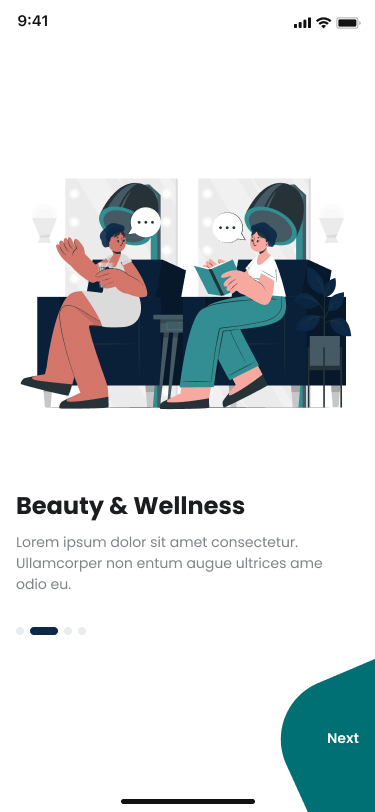 9:41
Beauty & Wellness
Lorem ipsum dolor sit amet consectetur.
Ullamcorper non entum augue ultrices ame
odio eu.
Next